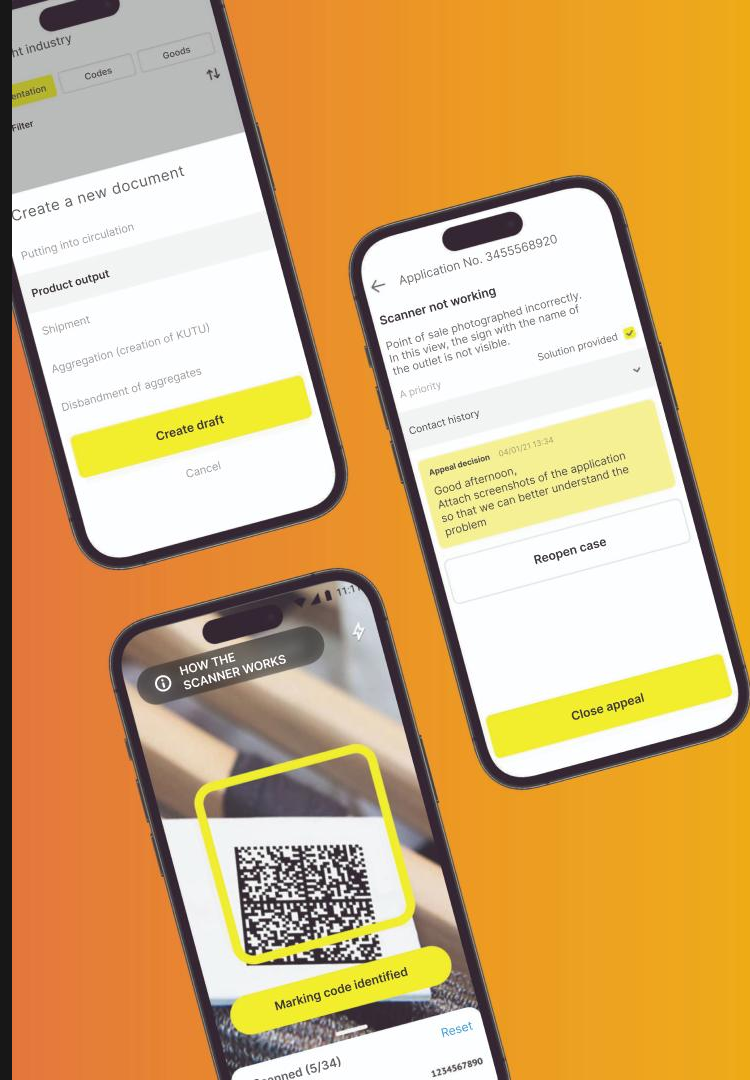 nt industry
entation
Codes
Goods
Filter
Create a new document
Putting into circulation
Product output
Shipment
Aggregation (creation of KUTU)
Disbandment of aggregates
Create draft
Cancel
Application No. 3455568920
Scanner not working
Point of sale photographed incorrectly.
In this view, the sign with the name of
the outlet is not visible.
Solution provided
A priority
Contact history
Appeal decision 04/01/21 13:34
Good afternoon,
Attach screenshots of the application
so that we can better understand the
problem
Reopen case
Close appeal
11:1
HOW THE
SCANNER WORKS
Marking code identified
Reset
canned (5/34)
1234567890